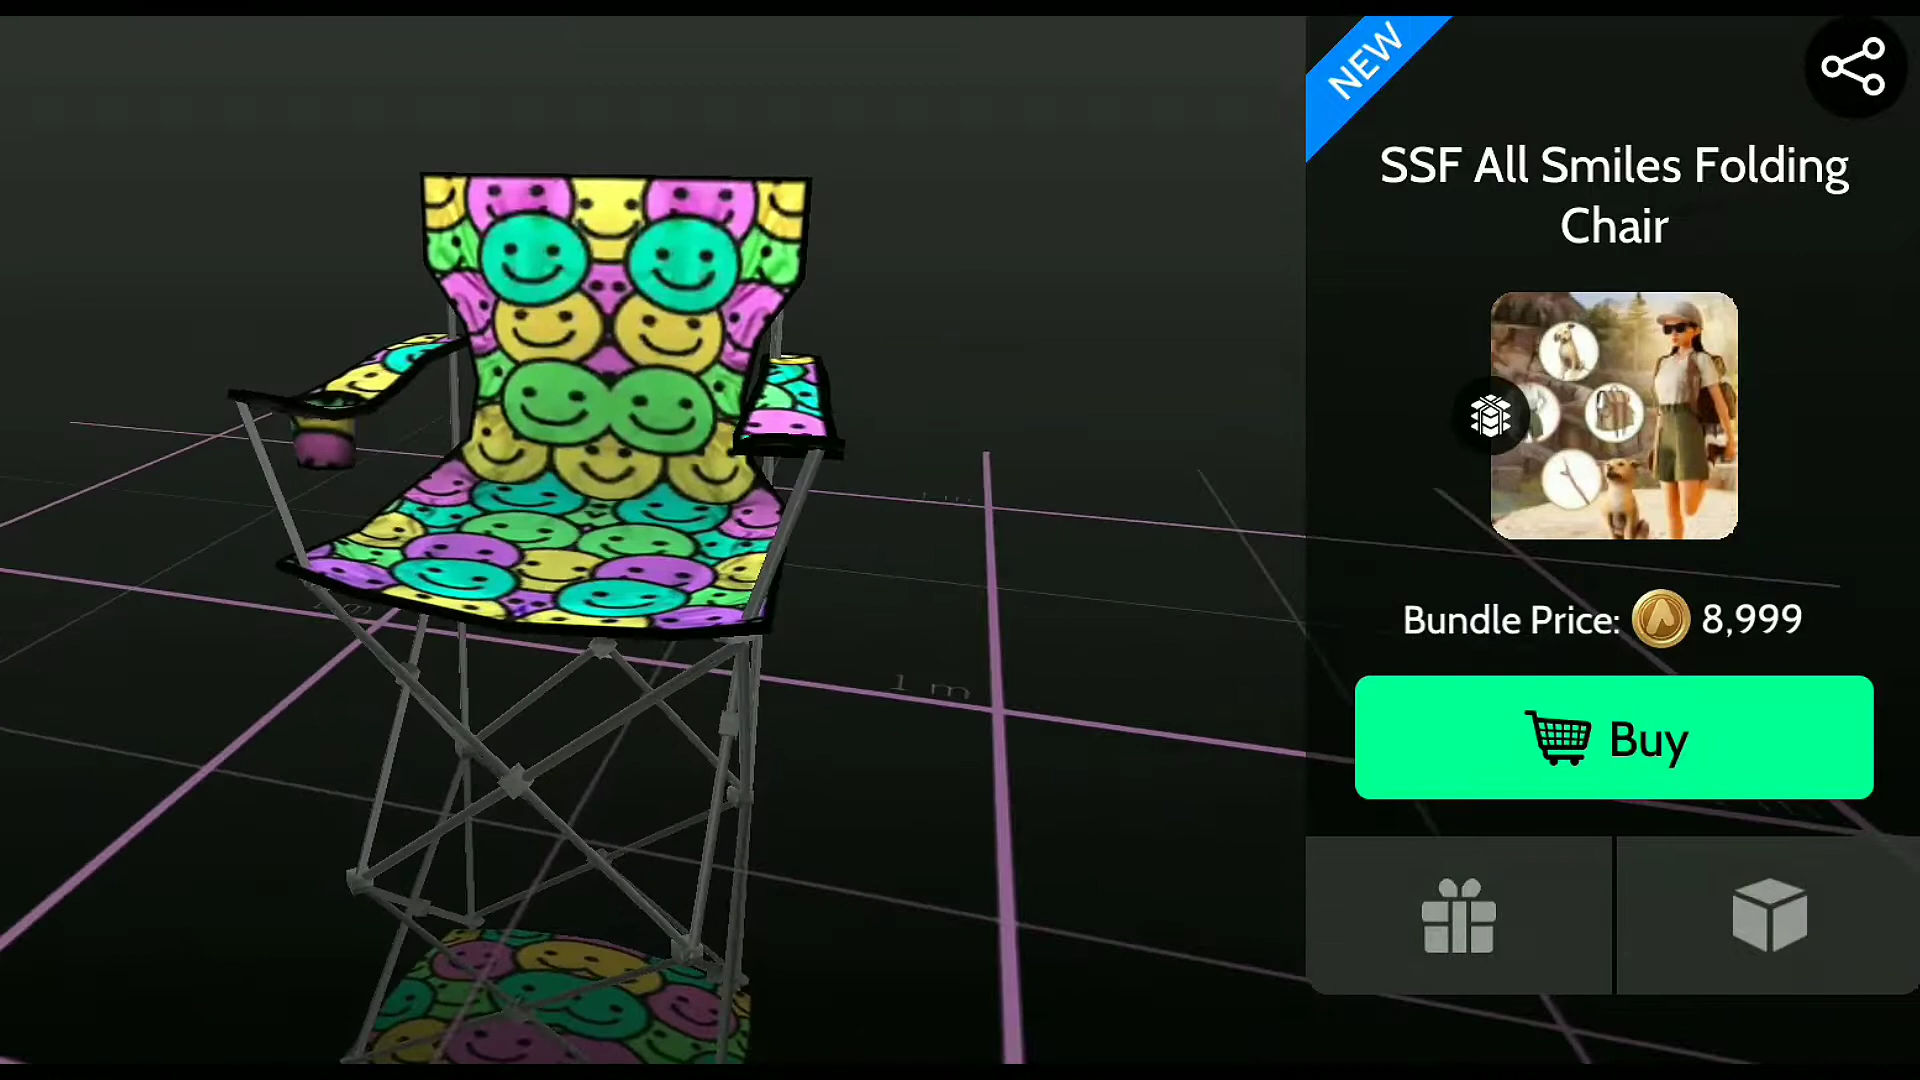 NEW
SSF All Smiles Folding
Chair
Bundle Price: 8,999
Buy
1 m